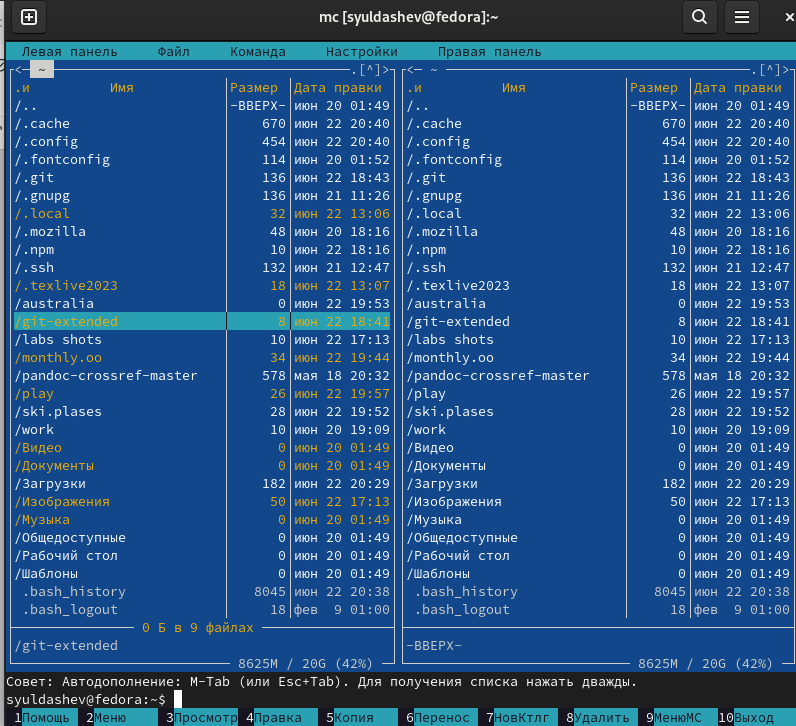 mc [syuldashev@fedora]:~
Левая панель Файл Команда Настройки Правая панель
<─ ~ .[^]> <─ ~ .[^]>
.и Имя Размер Дата правки .и Имя Размер Дата правки
/.. -ВВЕРХ- июн 20 01:49 /.. -ВВЕРХ- июн 20 01:49
/.cache 670 июн 22 20:40 /.cache 670 июн 22 20:40
/.config 454 июн 22 20:40 /.config 454 июн 22 20:40
/.fontconfig 114 июн 20 01:52 /.fontconfig 114 июн 20 01:52
/.git 136 июн 22 18:43 /.git 136 июн 22 18:43
/.gnupg 136 июн 21 11:26 /.gnupg 136 июн 21 11:26
/.local 32 июн 22 13:06 /.local 32 июн 22 13:06
/.mozilla 48 июн 20 18:16 /.mozilla 48 июн 20 18:16
/.npm 10 июн 22 18:16 /.npm 10 июн 22 18:16
/.ssh 132 июн 21 12:47 /.ssh 132 июн 21 12:47
/.texlive2023 18 июн 22 13:07 /.texlive2023 18 июн 22 13:07
/australia 0 июн 22 19:53 /australia 0 июн 22 19:53
/git-extended 8 июн 22 18:41 /git-extended 8 июн 22 18:41
/labs shots 10 июн 22 17:13 /labs shots 10 июн 22 17:13
/monthly.oo 34 июн 22 19:44 /monthly.oo 34 июн 22 19:44
/pandoc-crossref-master 578 мая 18 20:32 /pandoc-crossref-master 578 мая 18 20:32
/play 26 июн 22 19:57 /play 26 июн 22 19:57
/ski.plases 28 июн 22 19:52 /ski.plases 28 июн 22 19:52
/work 10 июн 20 19:09 /work 10 июн 20 19:09
/Видео 0 июн 20 01:49 /Видео 0 июн 20 01:49
/Документы 0 июн 20 01:49 /Документы 0 июн 20 01:49
/Загрузки 182 июн 22 20:29 /Загрузки 182 июн 22 20:29
/Изображения 50 июн 22 17:13 /Изображения 50 июн 22 17:13
/Музыка 0 июн 20 01:49 /Музыка 0 июн 20 01:49
/Общедоступные 0 июн 20 01:49 /Общедоступные 0 июн 20 01:49
/Рабочий стол 0 июн 20 01:49 /Рабочий стол 0 июн 20 01:49
/Шаблоны 0 июн 20 01:49 /Шаблоны 0 июн 20 01:49
.bash_history 8045 июн 22 20:38 .bash_history 8045 июн 22 20:38
.bash_logout 18 фев 9 01:00 .bash_logout 18 фев 9 01:00
0 Б в 9 файлах
/git-extended -ВВЕРХ-
8625M / 20G (42%) 8625M / 20G (42%)
Совет: Автодополнение: M-Tab (или Esc+Tab). Для получения списка нажать дважды.
syuldashev@fedora:~$
1Помощь 2Меню 3Просмотр 4Правка 5Копия 6Перенос 7НовКтлг 8Удалить 9МенюМС 10Выход